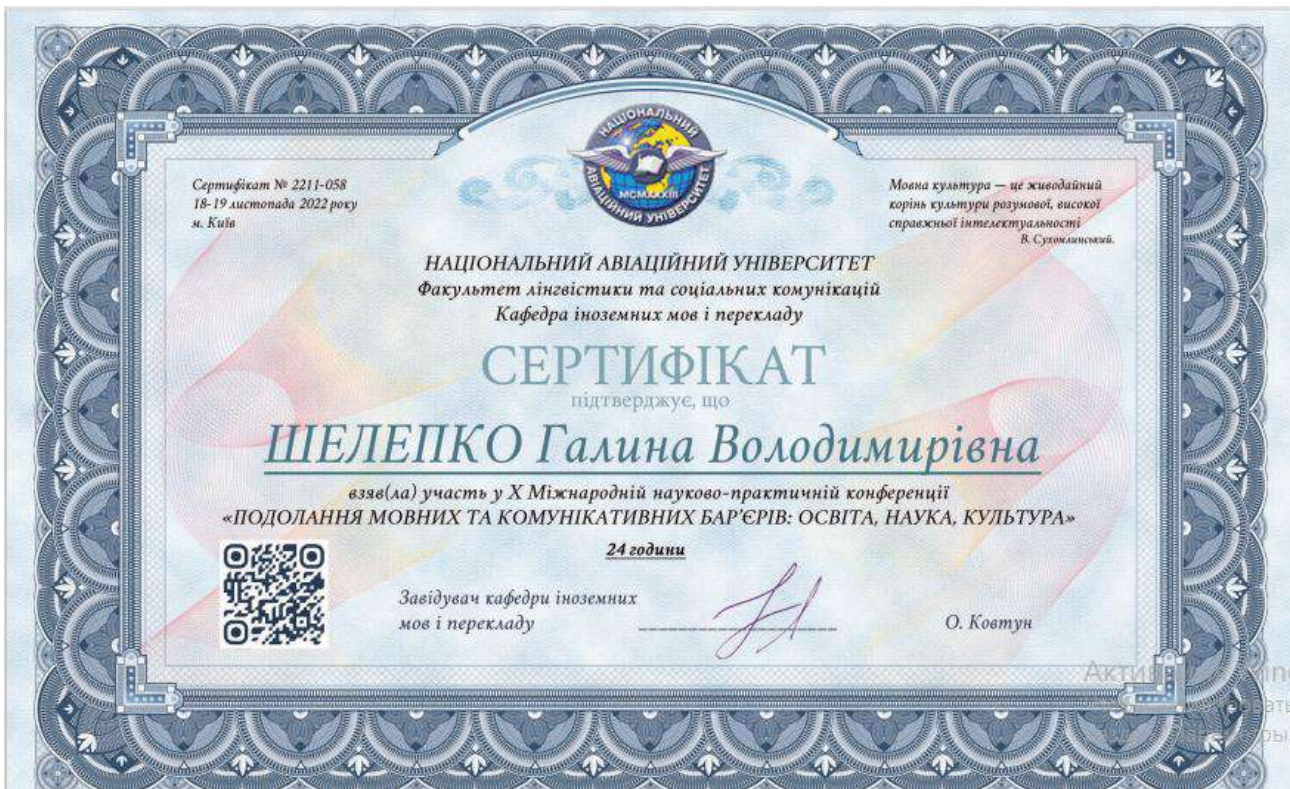 НАЦІОНАЛЬНИЙ
АВІАЦІЙНИЙ УНІВЕРСИТЕТ
MCMXXXIII
Сертифікат № 2211-058
18-19 листопада 2022 року
м. Київ
Мовна культура — це живодайний
корінь культури розумової, високої
справжньої інтелектуальності
В. Сухомлинський.
НАЦІОНАЛЬНИЙ АВІАЦІЙНИЙ УНІВЕРСИТЕТ
Факультет лінгвістики та соціальних комунікацій
Кафедра іноземних мов і перекладу
СЕРТИФІКАТ
підтверджує, що
ШЕЛЕПКО Галина Володимирівна
взяв(ла) участь у X Міжнародній науково-практичній конференції
«ПОДОЛАННЯ МОВНИХ ТА КОМУНІКАТИВНИХ БАР'ЄРІВ: ОСВІТА, НАУКА, КУЛЬТУРА»
24 години
Завідувач кафедри іноземних
мов і перекладу
О. Ковтун